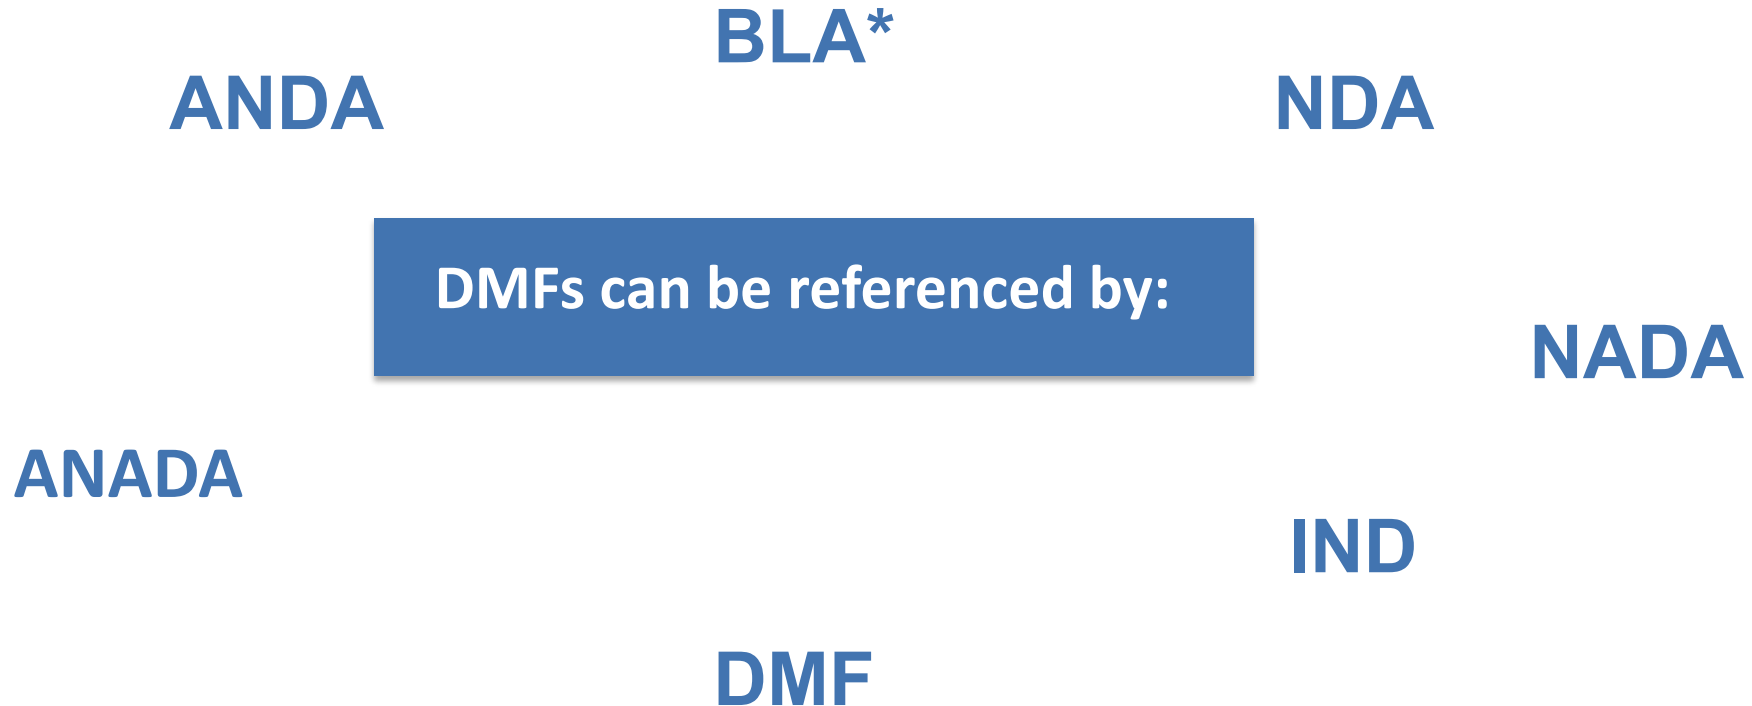 BLA*
ANDA
NDA
DMFs can be referenced by:
NADA
ANADA
IND
DMF